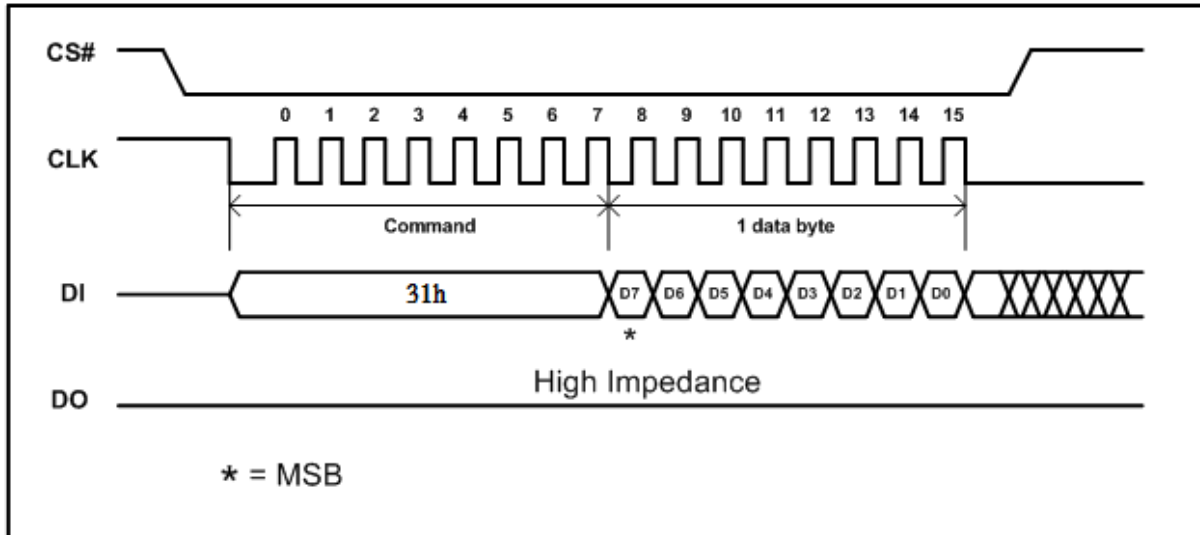 CS#
0 1 2 3 4 5 6 7 8 9 10 11 12 13 14 15
CLK
Command 1 data byte
DI 31h D7 D6 D5 D4 D3 D2 D1 D0
*
High Impedance
DO
* = MSB